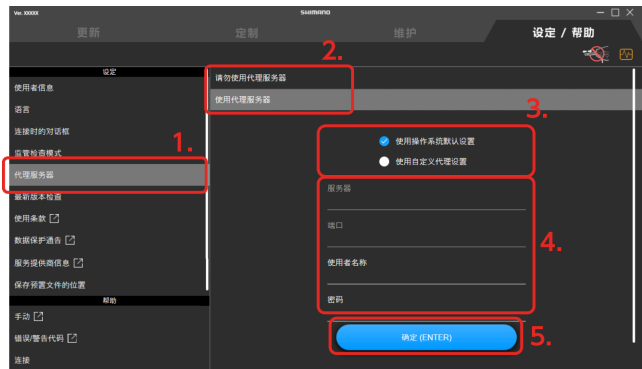 Ver. XXXXX
SHIMANO
更新
定制
维护
设定 / 帮助
2.
设定
使用者信息
语言
连接时的对话框
监管检查模式
1.
代理服务器
最新版本检查
使用条款
数据保护通告
服务提供商信息
保存预置文件的位置
帮助
手动
错误/警告代码
连接
请勿使用代理服务器
使用代理服务器
3.
使用操作系统默认设置
使用自定义代理设置
服务器
端口
4.
使用者名称
密码
确定 (ENTER)
5.